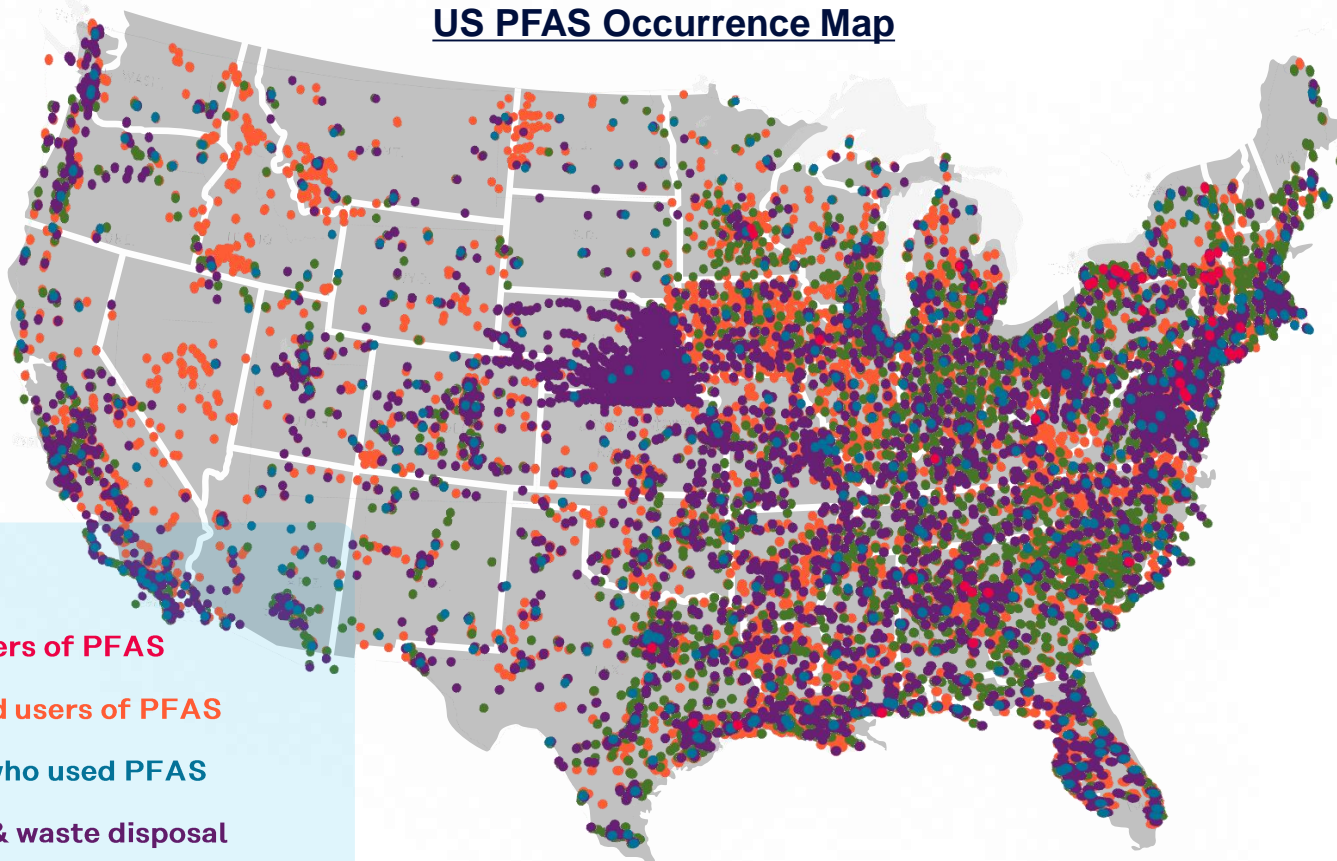 US PFAS Occurrence Map
ers of PFAS
d users of PFAS
who used PFAS
& waste disposal